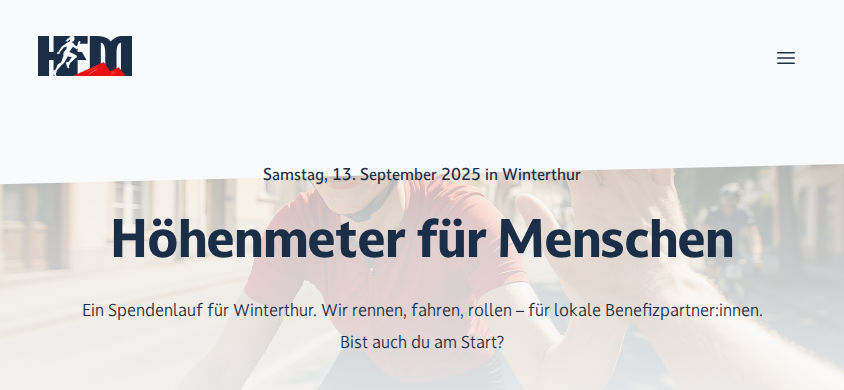 HFM
Samstag, 13. September 2025 in Winterthur
Höhenmeter für Menschen
Ein Spendenlauf für Winterthur. Wir rennen, fahren, rollen – für lokale Benefizpartner:innen.
Bist auch du am Start?